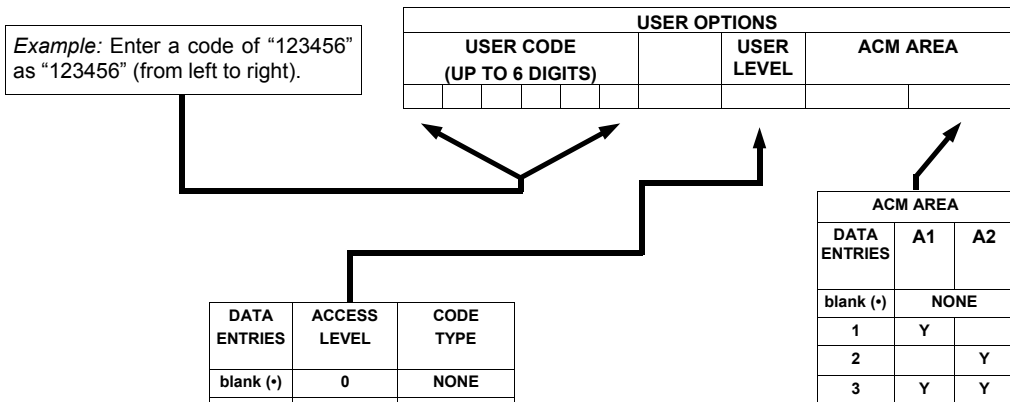 Example: Enter a code of “123456”
as “123456” (from left to right).
USER OPTIONS
USER CODE
(UP TO 6 DIGITS)
USER
LEVEL
ACM AREA
ACM AREA
DATA
ENTRIES
A1
A2
blank (•)
NONE
1
Y
2
Y
3
Y
Y
DATA
ENTRIES
ACCESS
LEVEL
CODE
TYPE
blank (•)
0
NONE